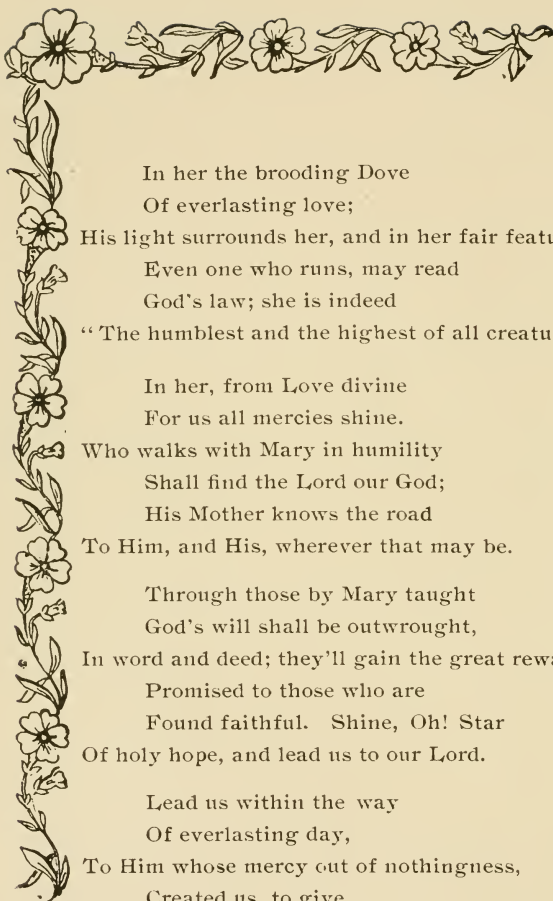 In her the brooding Dove
Of everlasting love;
His light surrounds her, and in her fair featu
Even one who runs, may read
God's law; she is indeed
“ The humblest and the highest of all creatu
In her, from Love divine
For us all mercies shine.
Who walks with Mary in humility
Shall find the Lord our God;
His Mother knows the road
To Him, and His, wherever that may be.
Through those by Mary taught
God's will shall be outwrought,
In word and deed; they'll gain the great rewa
Promised to those who are
Found faithful. Shine, Oh! Star
Of holy hope, and lead us to our Lord.
Lead us within the way
Of everlasting day,
To Him whose mercy out of nothingness,
Created us, to give